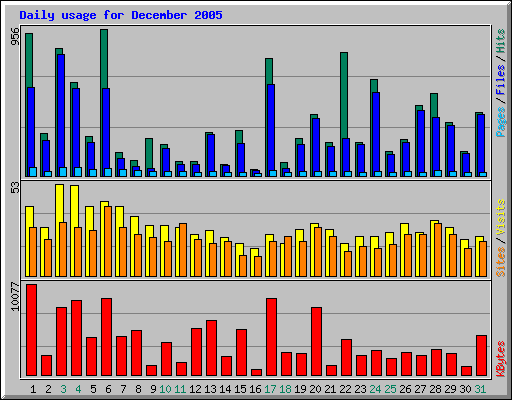 Daily usage for December 2005
956
Pages / Files / Hits
53
Sites / Visits
10077
KBytes
1 2 3 4 5 6 7 8 9 10 11 12 13 14 15 16 17 18 19 20 21 22 23 24 25 26 27 28 29 30 31